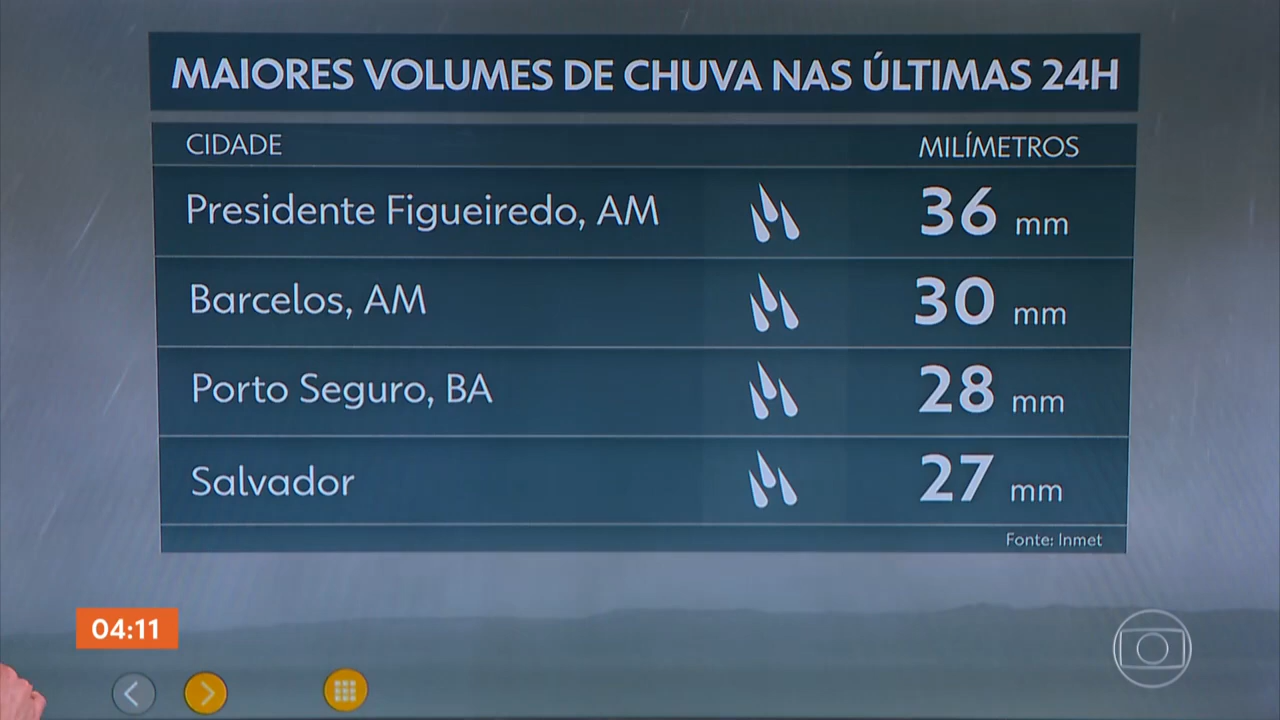 MAIORES VOLUMES DE CHUVA NAS ÚLTIMAS 24H
CIDADE MILÍMETROS
Presidente Figueiredo, AM 36 mm
Barcelos, AM 30 mm
Porto Seguro, BA 28 mm
Salvador 27 mm
Fonte: Inmet
04:11